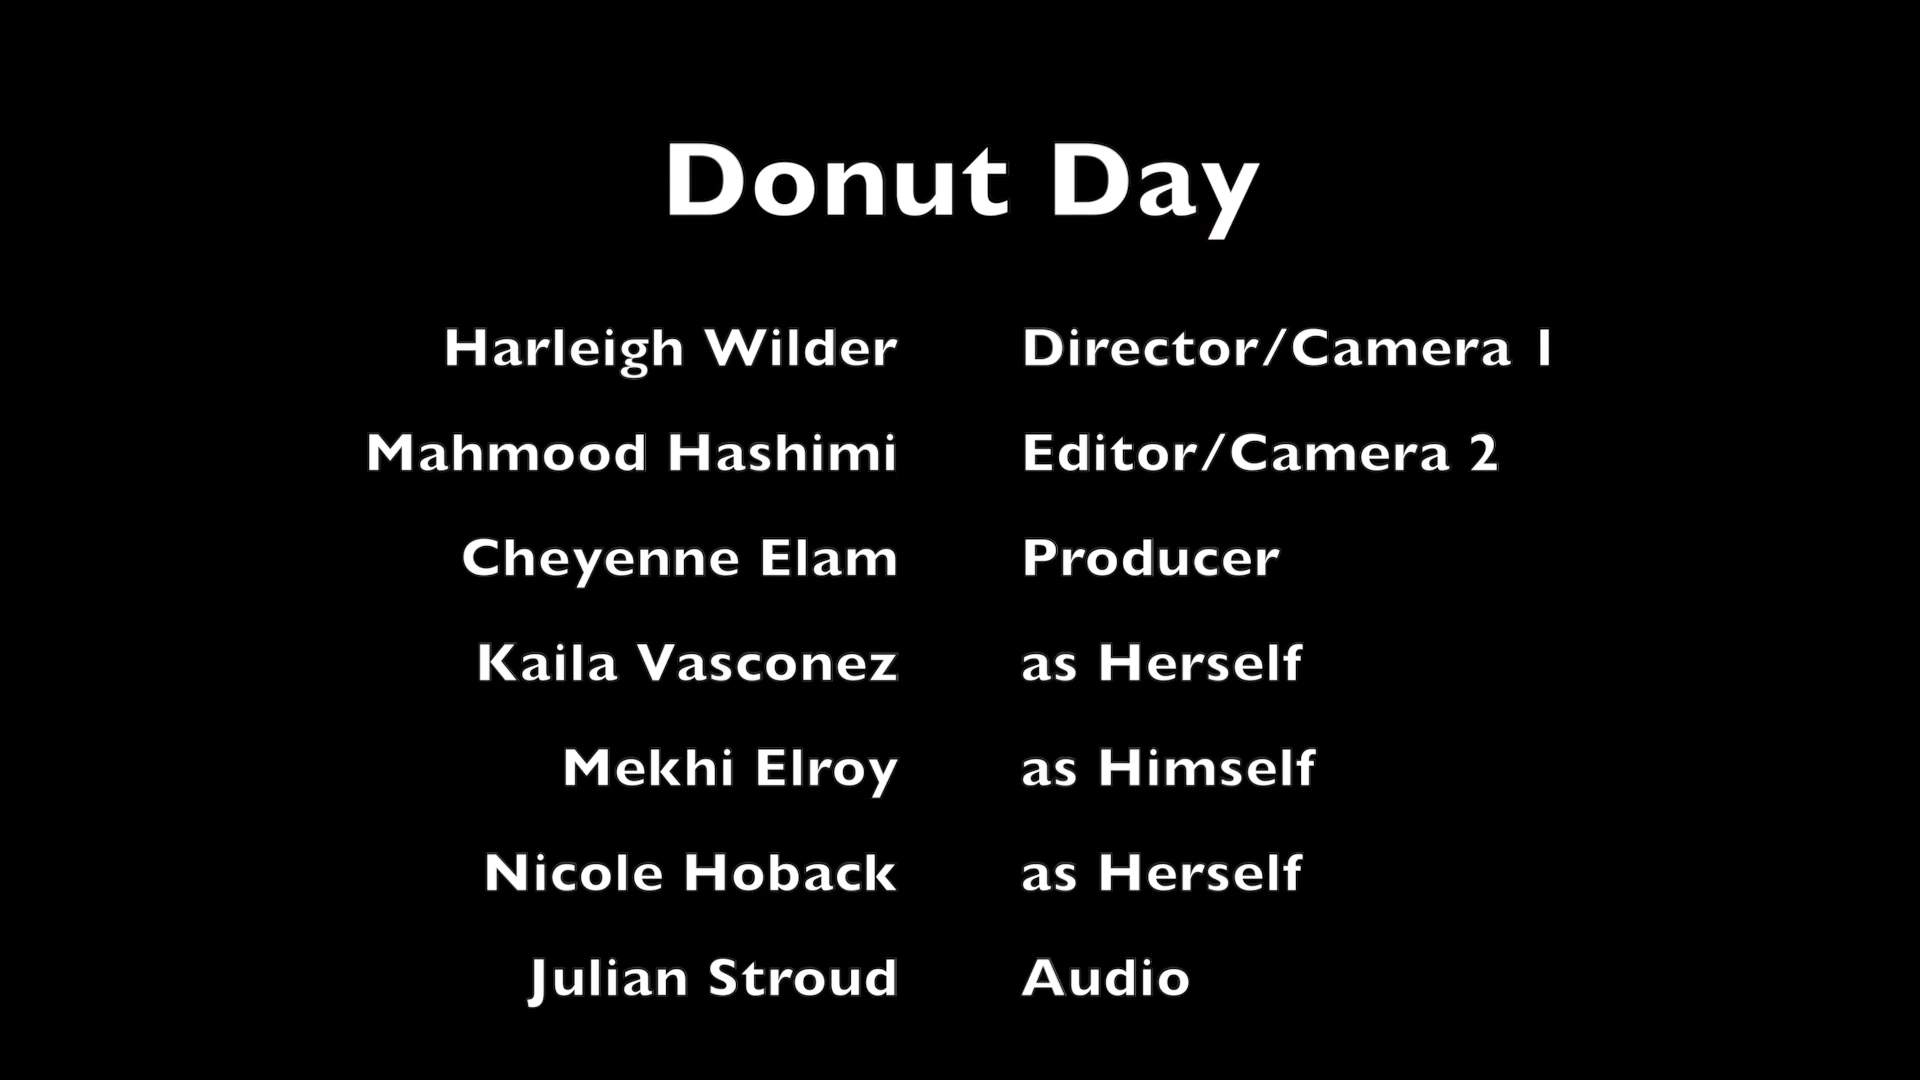 Donut Day
Harleigh Wilder Director/Camera 1
Mahmood Hashimi Editor/Camera 2
Cheyenne Elam Producer
Kaila Vasconez as Herself
Mekhi Elroy as Himself
Nicole Hoback as Herself
Julian Stroud Audio